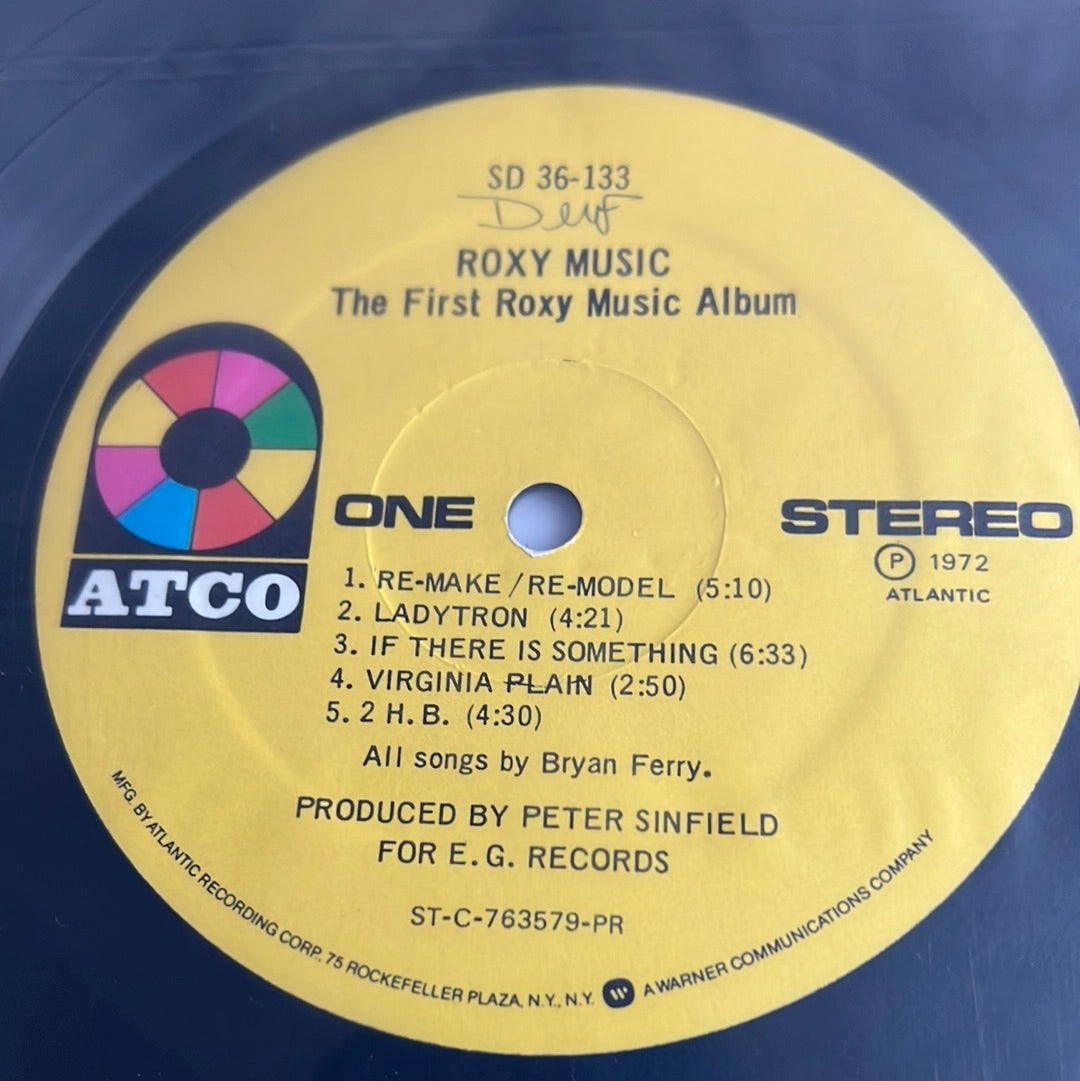 SD 36-133
ROXY MUSIC
The First Roxy Music Album
ATCO
ONE
STEREO
Ⓟ 1972
ATLANTIC
1. RE-MAKE/RE-MODEL (5:10)
2. LADYTRON (4:21)
3. IF THERE IS SOMETHING (6:33)
4. VIRGINIA PLAIN (2:50)
5. 2 H.B. (4:30)
All songs by Bryan Ferry.
PRODUCED BY PETER SINFIELD
FOR E.G. RECORDS
ST-C-763579-PR
MFG. BY ATLANTIC RECORDING CORP., 75 ROCKEFELLER PLAZA, N.Y., N.Y. W A WARNER COMMUNICATIONS COMPANY